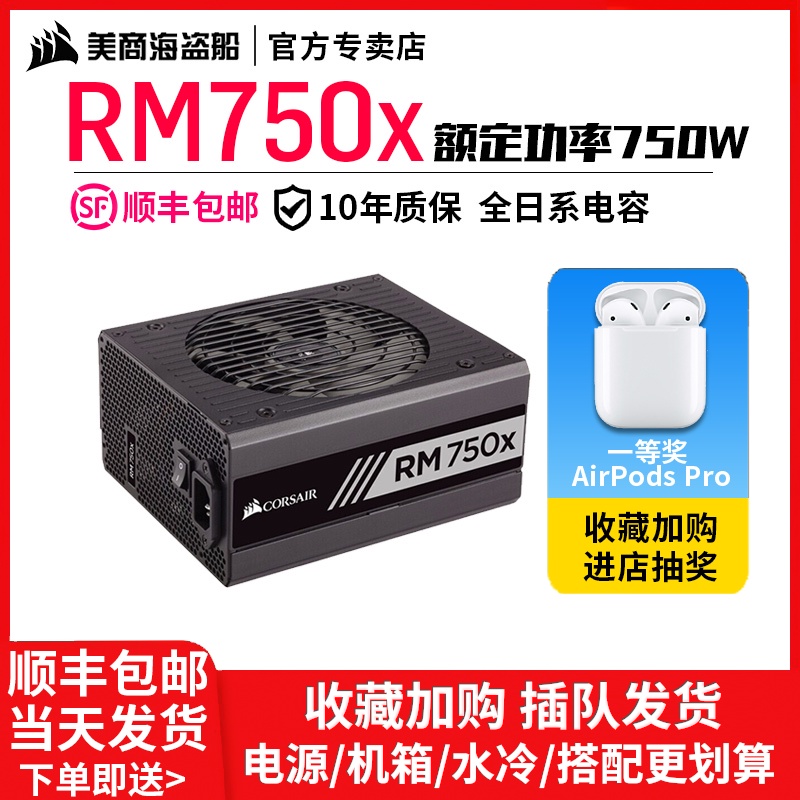 美商海盗船 官方专卖店
RM750x 额定功率750W
SF 顺丰包邮 10年质保 全日系电容
RM 750x
RM 750x
CORSAIR
一等奖
AirPods Pro
收藏加购
进店抽奖
顺丰包邮
当天发货
下单即送>
收藏加购 插队发货
电源/机箱/水冷/搭配更划算